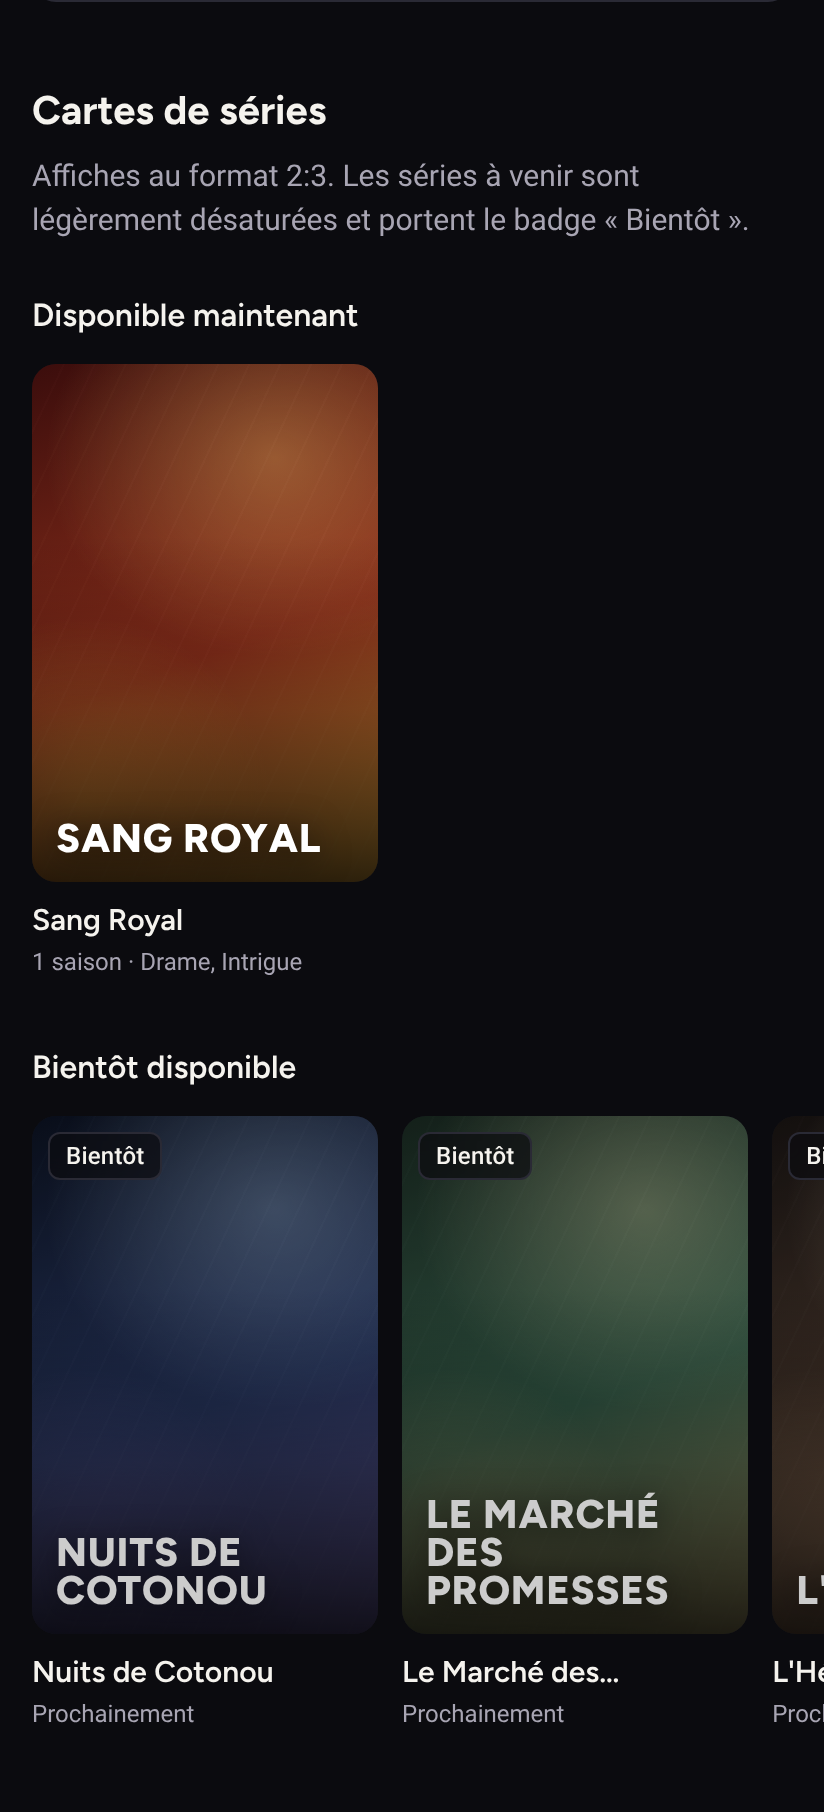 Cartes de séries
Affiches au format 2:3. Les séries à venir sont
légèrement désaturées et portent le badge « Bientôt ».
Disponible maintenant
SANG ROYAL
Sang Royal
1 saison · Drame, Intrigue
Bientôt disponible
Bientôt
NUITS DE
COTONOU
Nuits de Cotonou
Prochainement
Bientôt
LE MARCHÉ
DES
PROMESSES
Le Marché des...
Prochainement